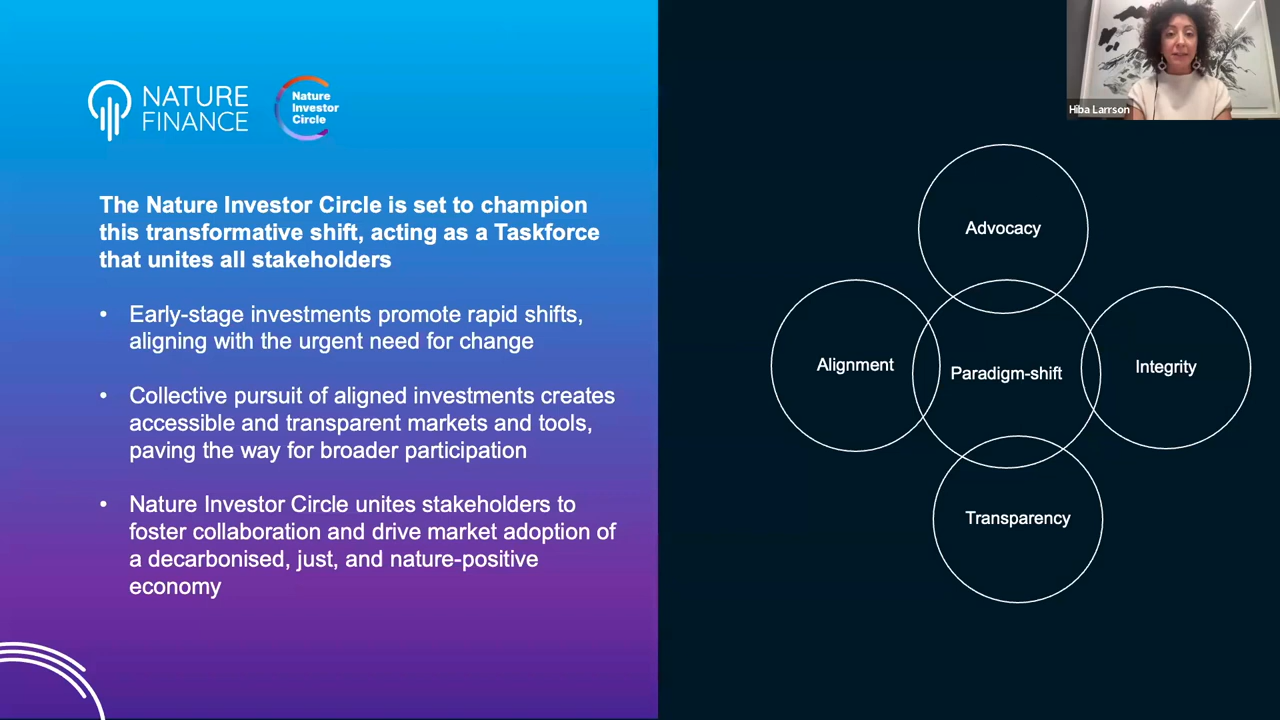 NATURE
FINANCE
Nature
Investor
Circle
The Nature Investor Circle is set to champion
this transformative shift, acting as a Taskforce
that unites all stakeholders
• Early-stage investments promote rapid shifts,
aligning with the urgent need for change
• Collective pursuit of aligned investments creates
accessible and transparent markets and tools,
paving the way for broader participation
• Nature Investor Circle unites stakeholders to
foster collaboration and drive market adoption of
a decarbonised, just, and nature-positive
economy
Hiba Larrson
Advocacy
Alignment
Paradigm-shift
Integrity
Transparency